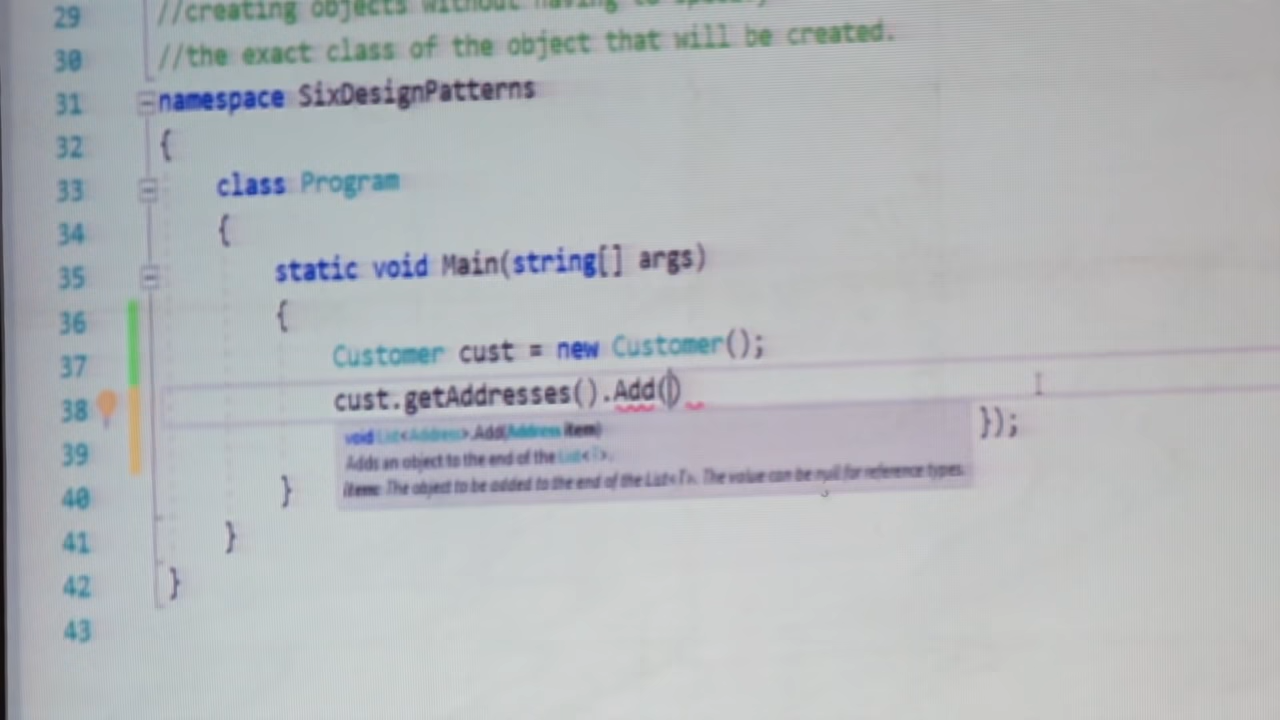 29 //creating objects without having to specify
30 //the exact class of the object that will be created.
31 namespace SixDesignPatterns
32 {
33 class Program
34 {
35 static void Main(string[] args)
36 {
37 Customer cust = new Customer();
38 cust.getAddresses().Add()
39 });
void List<Address>.Add(Address item)
Adds an object to the end of the List<T>.
item: The object to be added to the end of the List<T>. The value can be null for reference types.
40 }
41 }
42 }
43